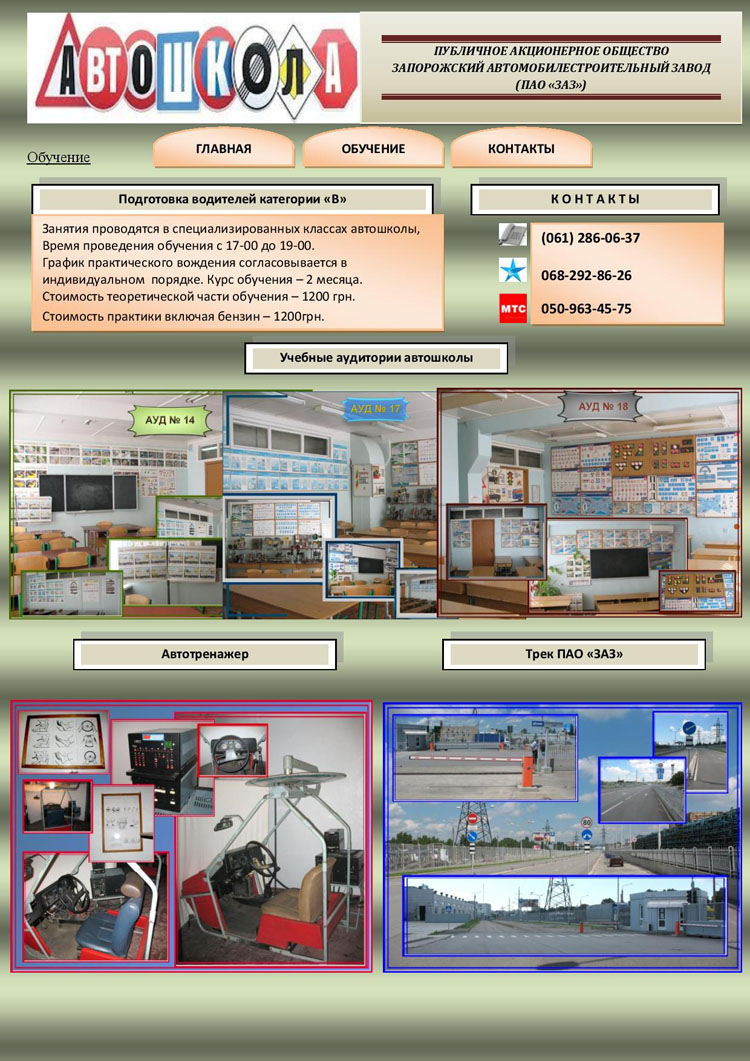 АВТОШКОЛА
ПУБЛИЧНОЕ АКЦИОНЕРНОЕ ОБЩЕСТВО
ЗАПОРОЖСКИЙ АВТОМОБИЛЕСТРОИТЕЛЬНЫЙ ЗАВОД
(ПАО «ЗАЗ»)
Обучение
ГЛАВНАЯ
ОБУЧЕНИЕ
КОНТАКТЫ
Подготовка водителей категории «В»
Занятия проводятся в специализированных классах автошколы,
Время проведения обучения с 17-00 до 19-00.
График практического вождения согласовывается в
индивидуальном порядке. Курс обучения – 2 месяца.
Стоимость теоретической части обучения – 1200 грн.
Стоимость практики включая бензин – 1200грн.
К О Н Т А К Т Ы
(061) 286-06-37
068-292-86-26
МТС
050-963-45-75
Учебные аудитории автошколы
АУД № 14
АУД № 17
АУД № 18
Автотренажер
Трек ПАО «ЗАЗ»
80